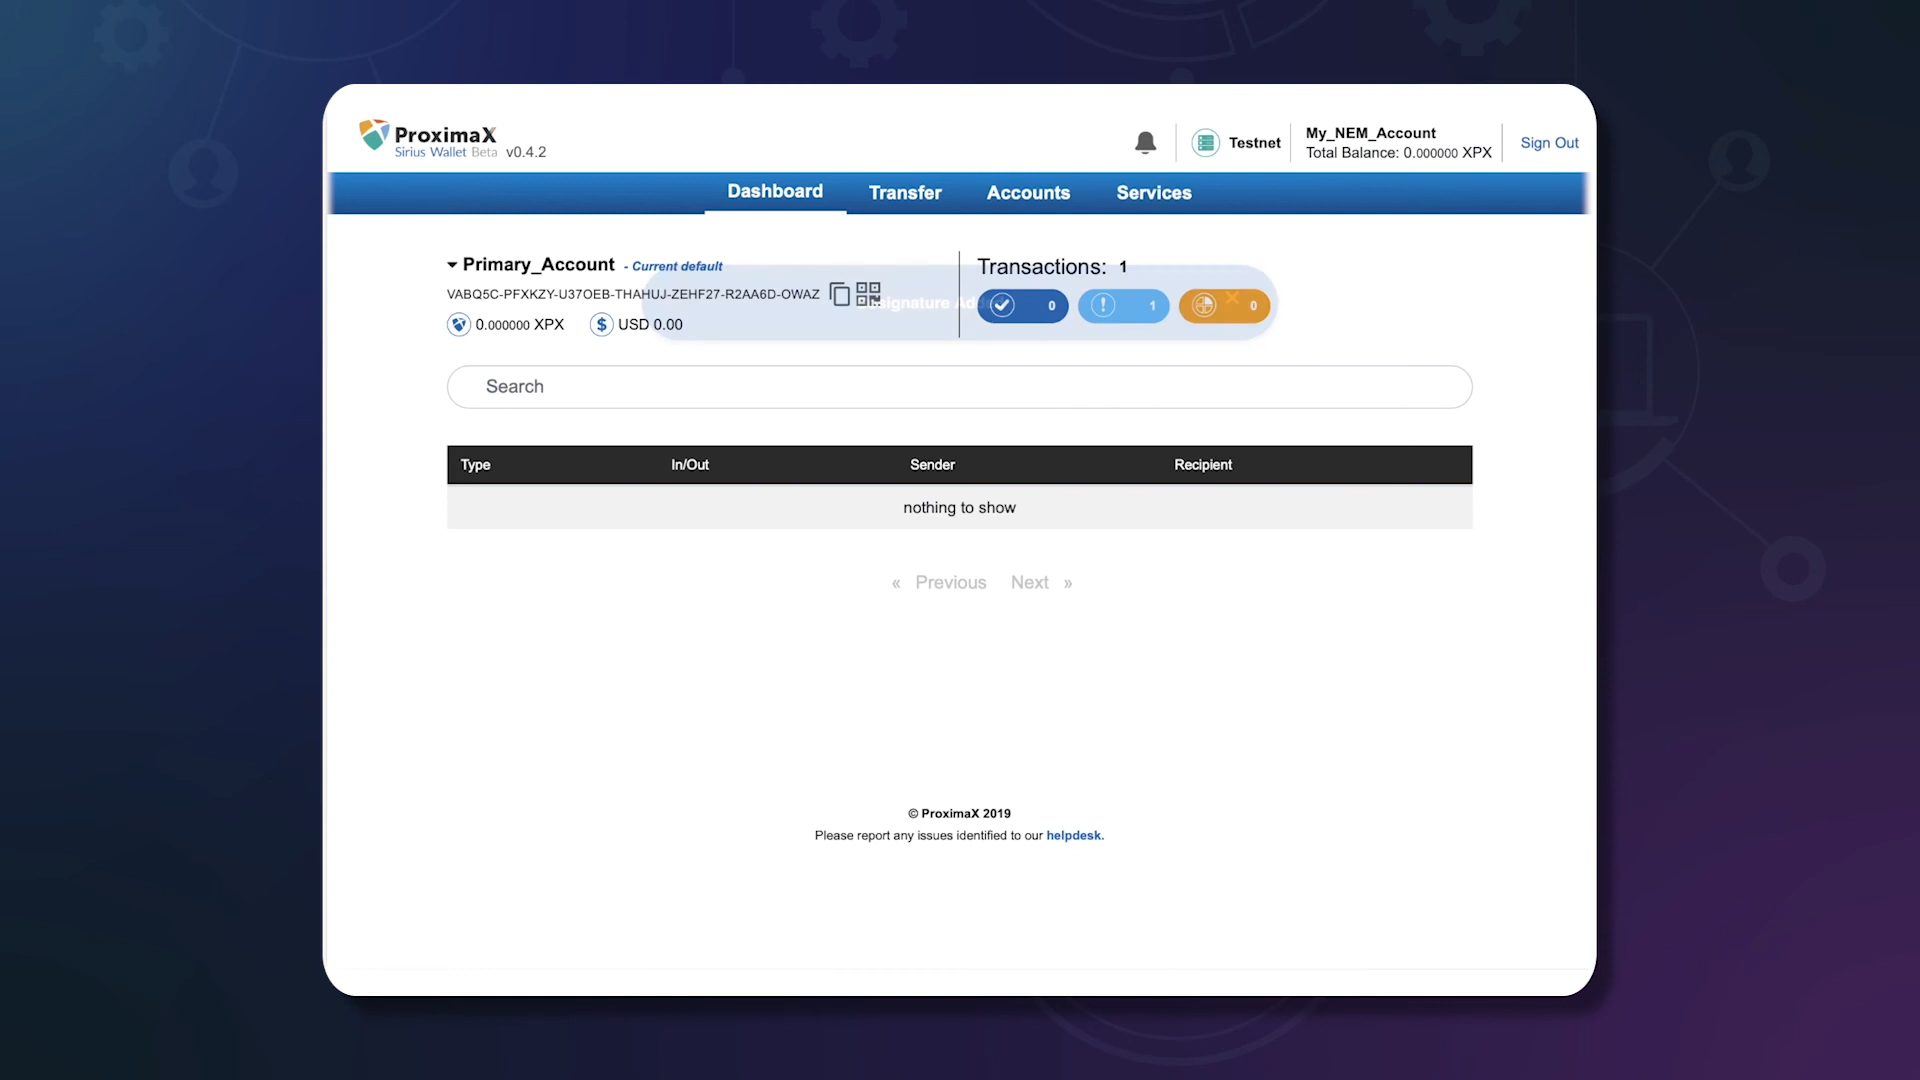 ProximaX
Sirius Wallet Beta v0.4.2
Testnet
My_NEM_Account
Total Balance: 0.000000 XPX
Sign Out
Dashboard
Transfer
Accounts
Services
Primary_Account - Current default
VABQ5C-PFXKZY-U37OEB-THAHUJ-ZEHF27-R2AA6D-OWAZ
0.000000 XPX
$ USD 0.00
Transactions: 1
0
! 1
0
Search
Type In/Out Sender Recipient
nothing to show
« Previous Next »
© ProximaX 2019
Please report any issues identified to our helpdesk.